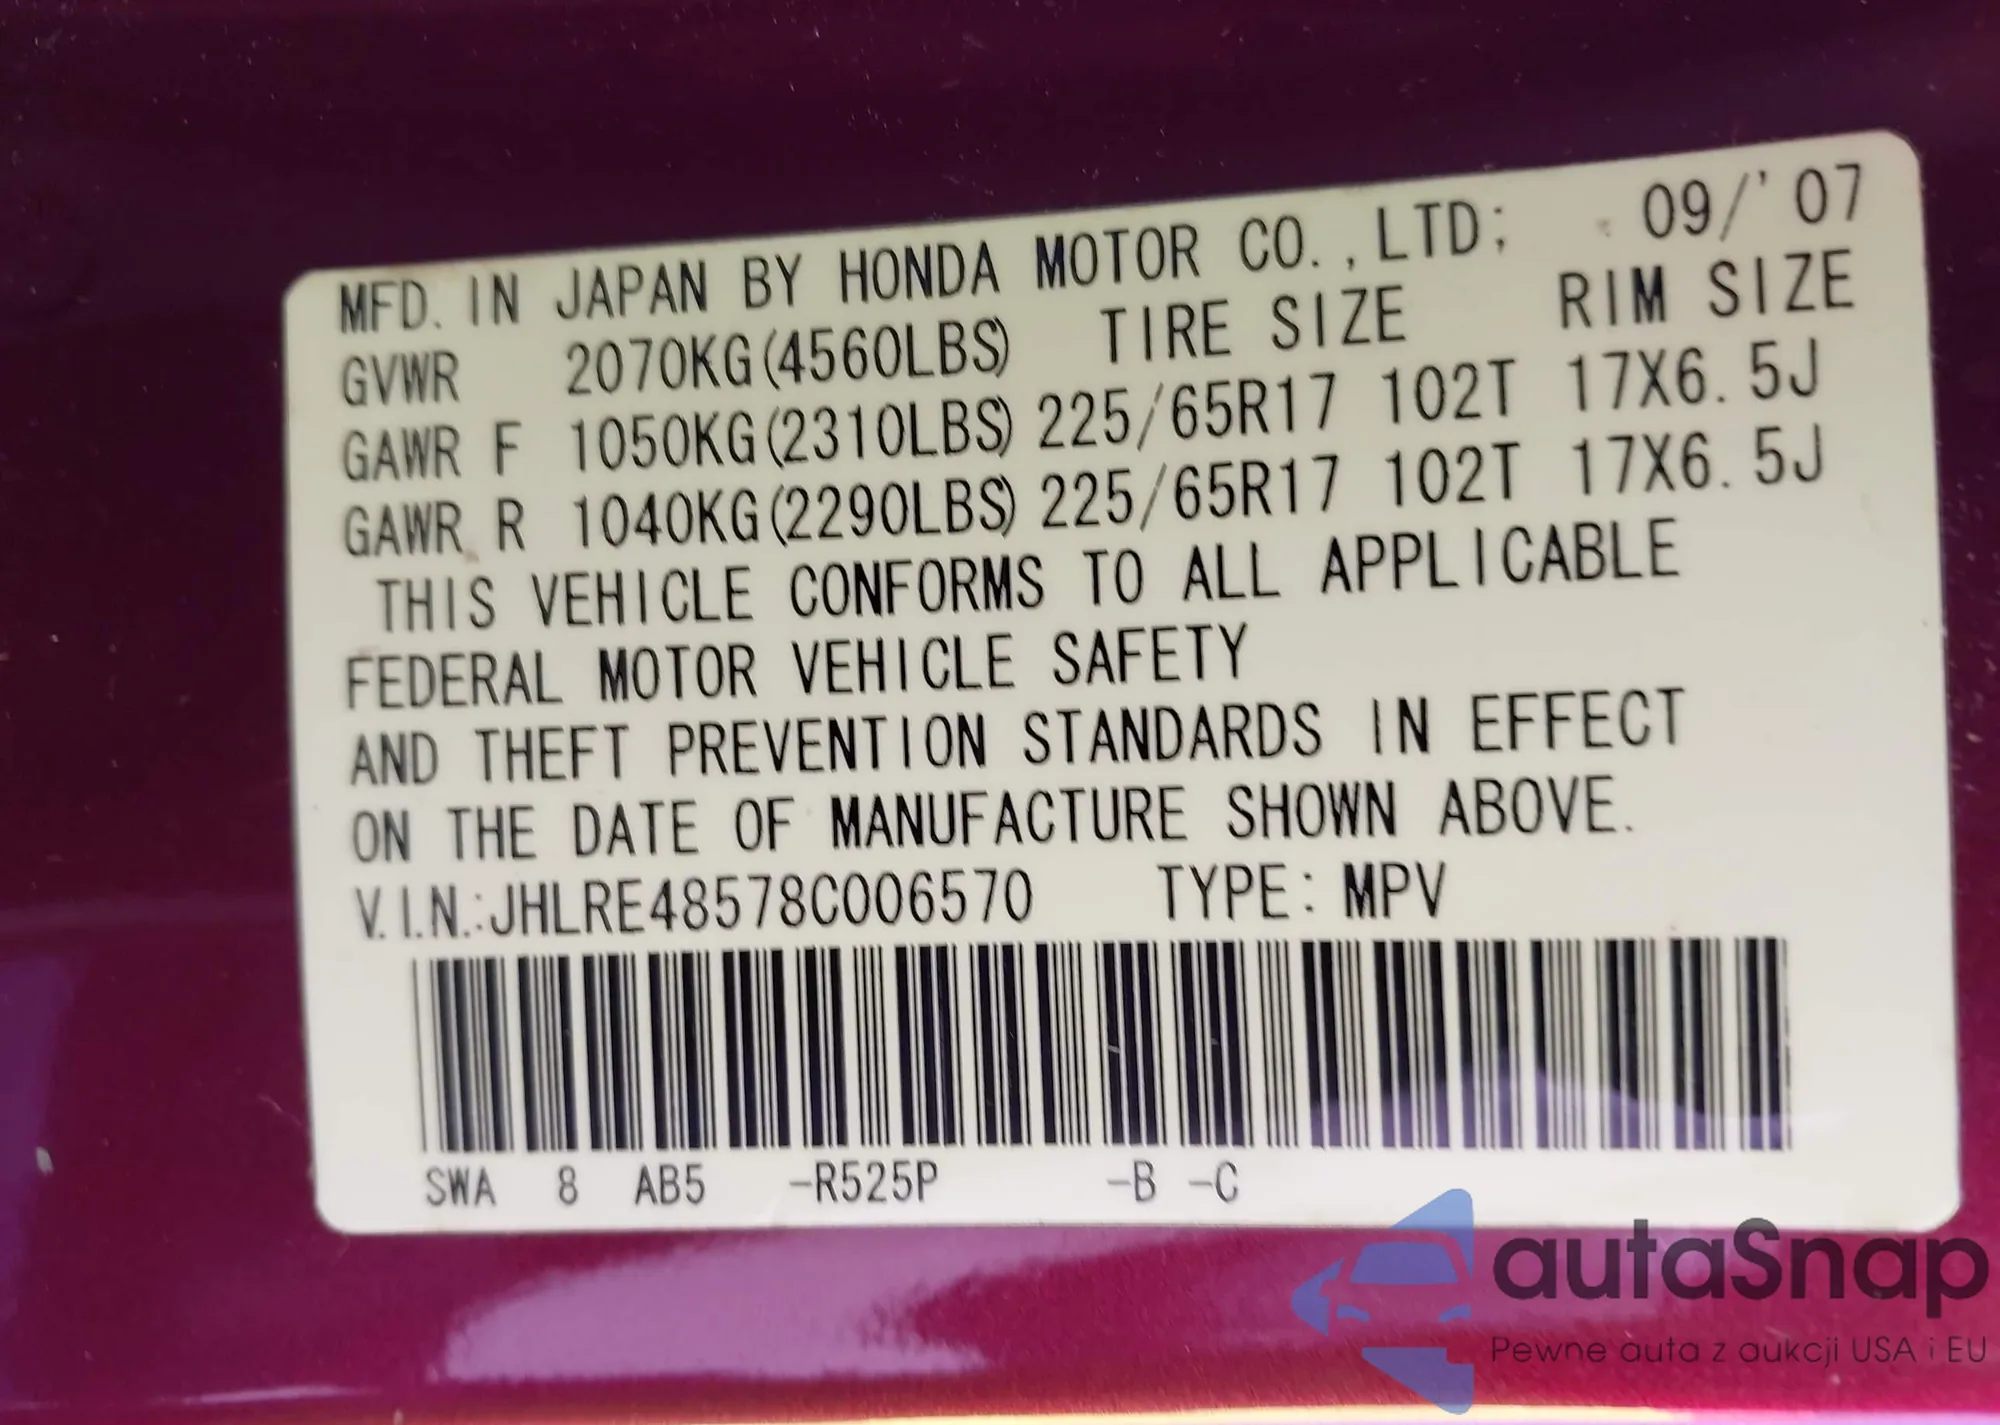 MFD. IN JAPAN BY HONDA MOTOR CO.,LTD; 09/'07
GVWR 2070KG(4560LBS) TIRE SIZE RIM SIZE
GAWR F 1050KG(2310LBS) 225/65R17 102T 17X6.5J
GAWR R 1040KG(2290LBS) 225/65R17 102T 17X6.5J
THIS VEHICLE CONFORMS TO ALL APPLICABLE
FEDERAL MOTOR VEHICLE SAFETY
AND THEFT PREVENTION STANDARDS IN EFFECT
ON THE DATE OF MANUFACTURE SHOWN ABOVE.
V.I.N.:JHLRE48578C006570 TYPE: MPV
SWA 8 AB5 -R525P -B -C
autaSnap
Pewne auta z aukcji USA i EU